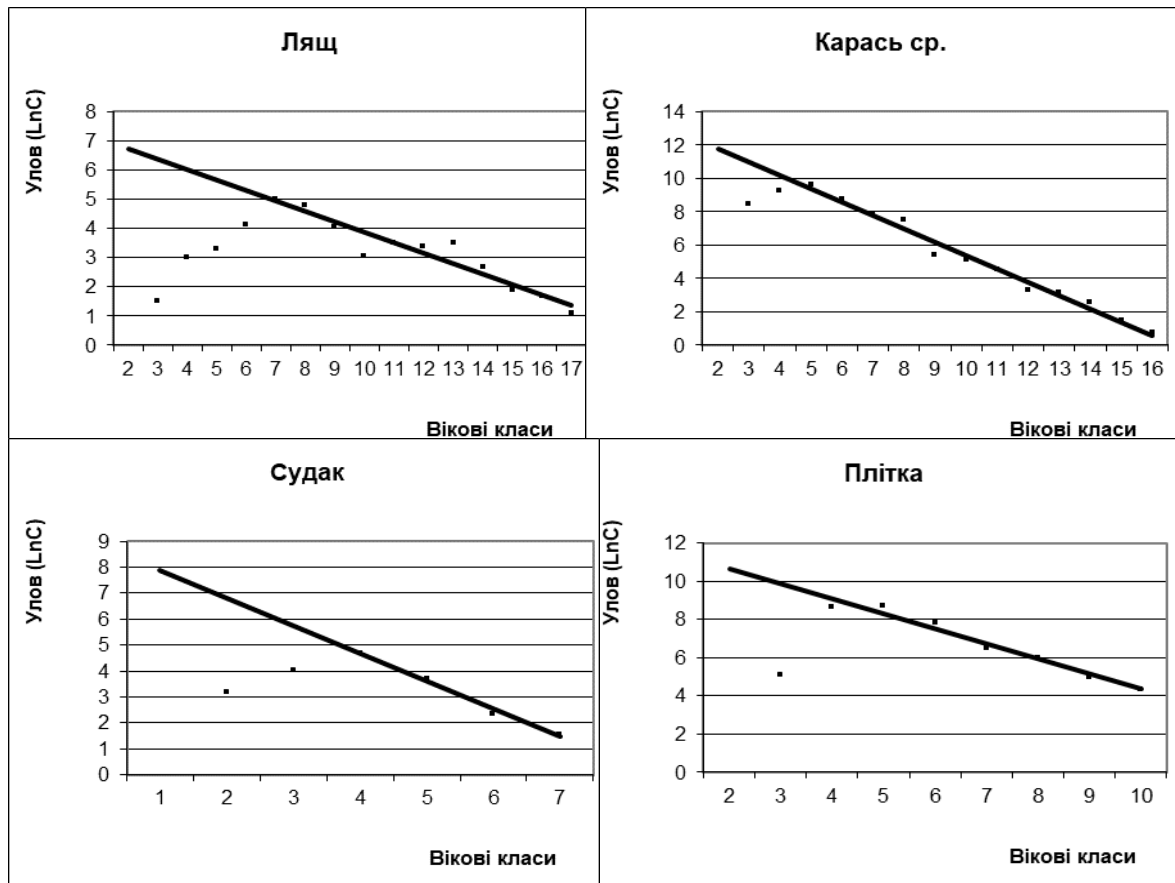 Лящ
Улов (LnC)
8
7
6
5
4
3
2
1
0
2 3 4 5 6 7 8 9 10 11 12 13 14 15 16 17
Вікові класи
Карась ср.
Улов (LnC)
14
12
10
8
6
4
2
0
2 3 4 5 6 7 8 9 10 11 12 13 14 15 16
Вікові класи
Судак
Улов (LnC)
9
8
7
6
5
4
3
2
1
0
1 2 3 4 5 6 7
Вікові класи
Плітка
Улов (LnC)
12
10
8
6
4
2
0
2 3 4 5 6 7 8 9 10
Вікові класи